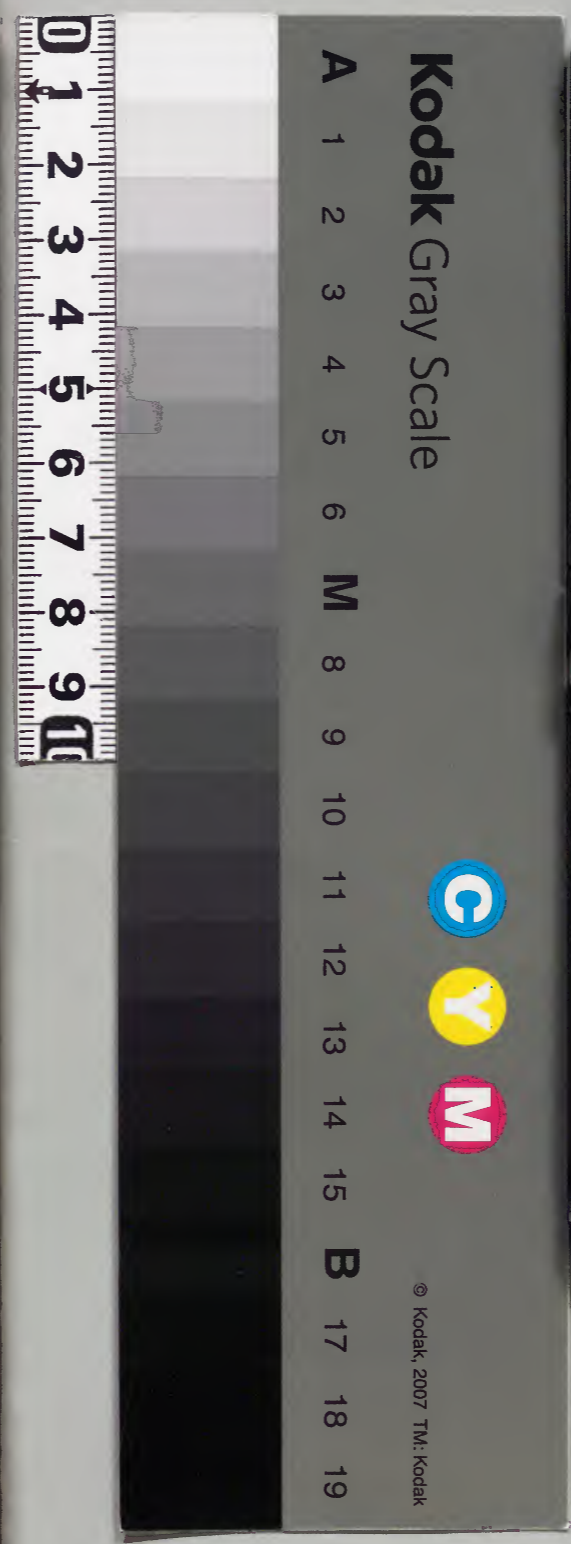 Kodak Gray Scale
C Y M
© Kodak, 2007 TM: Kodak
A 1 2 3 4 5 6 M 8 9 10 11 12 13 14 15 B 17 18 19
0 1 2 3 4 5 6 7 8 9 10